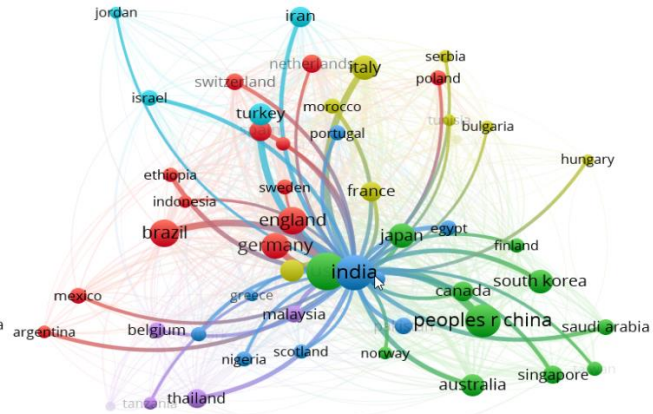 jordan
iran
serbia
netherlands
italy
switzerland
poland
israel
morocco
turkey
tunisia
portugal
bulgaria
hungary
ethiopia
sweden
france
indonesia
england
brazil
japan
egypt
germany
finland
india
south korea
canada
mexico
greece
malaysia
peoples r china
saudi arabia
argentina
belgium
scotland
norway
nigeria
singapore
australia
thailand
tanzania